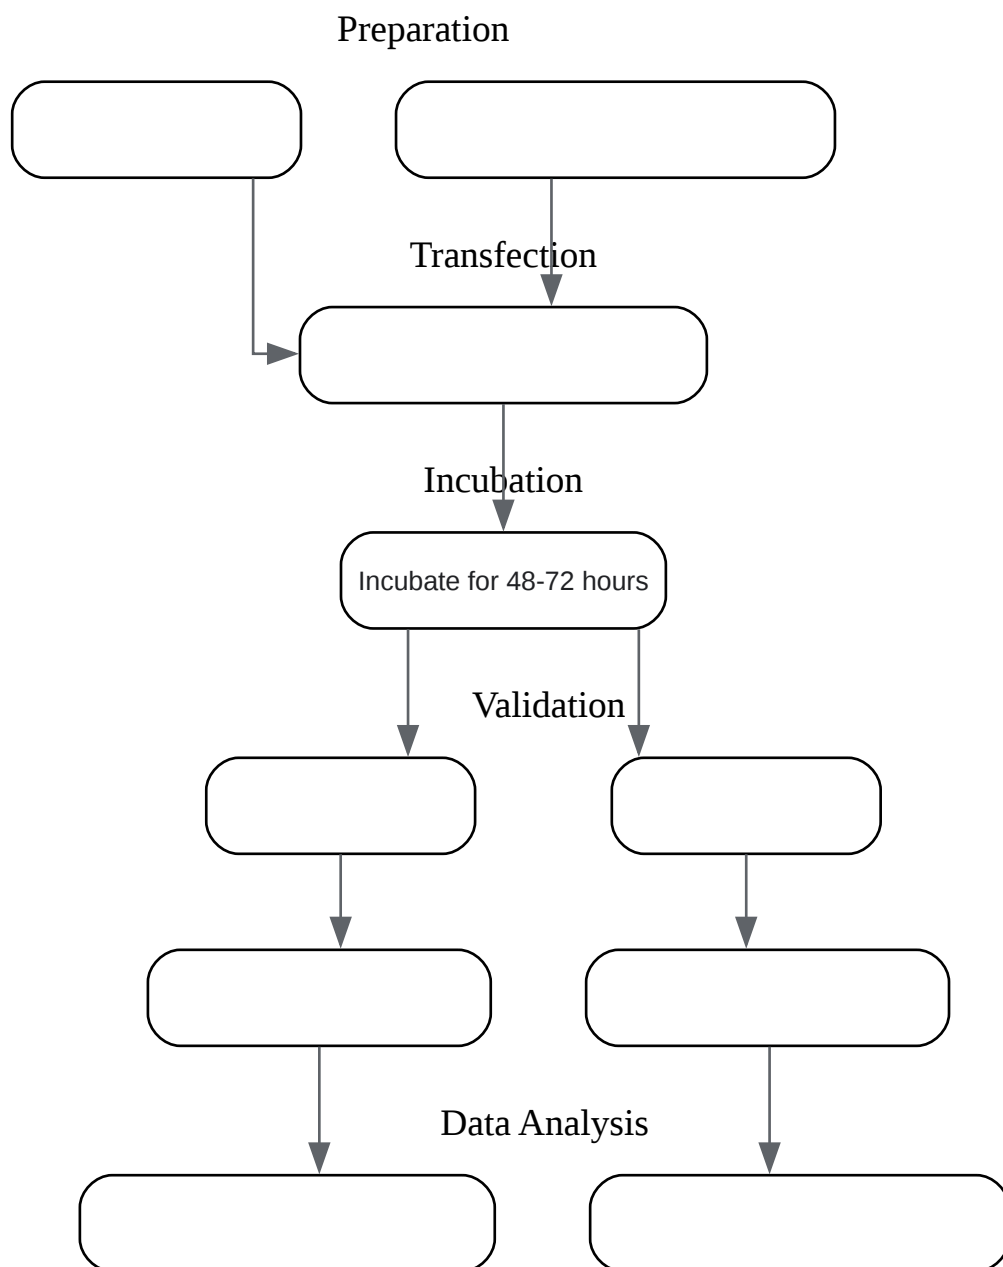 Preparation
Transfection
Incubation
Incubate for 48-72 hours
Validation
Data Analysis